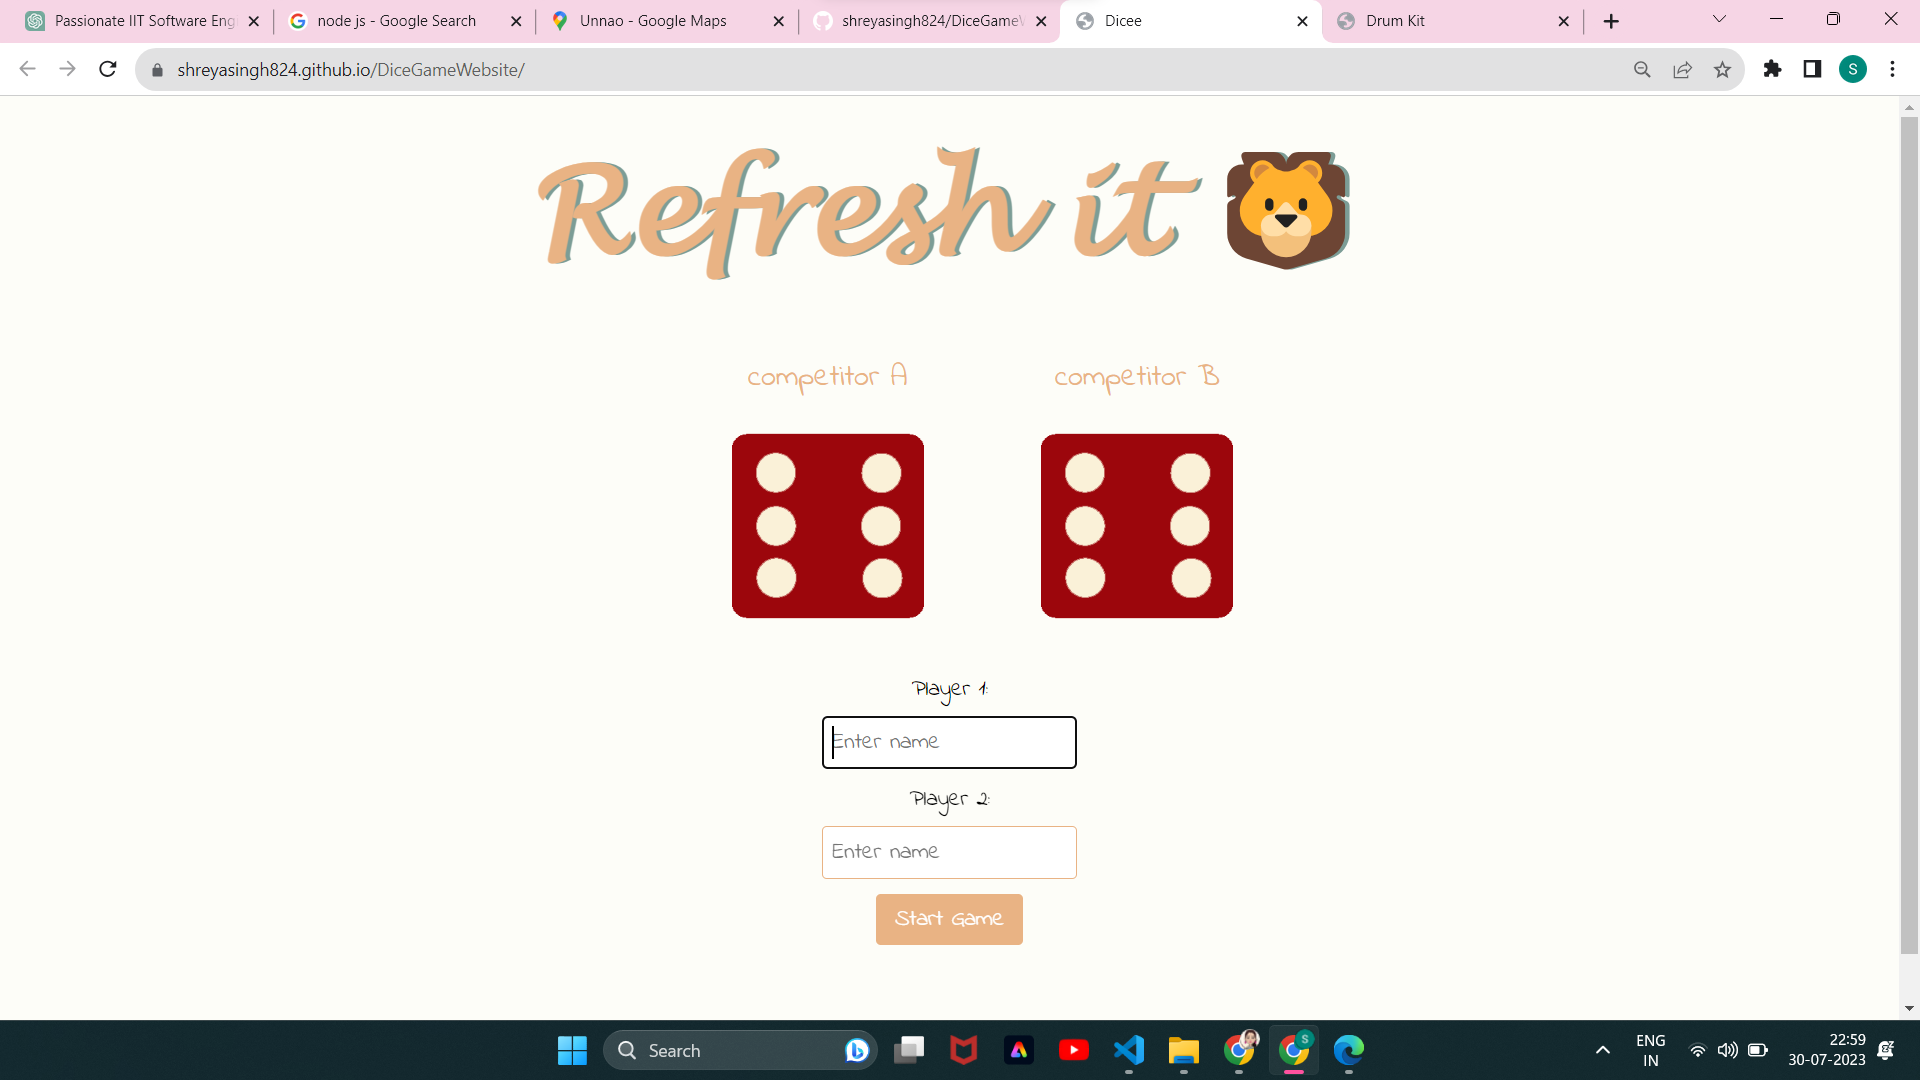 Passionate IIT Software Eng
node js - Google Search
Unnao - Google Maps
shreyasingh824/DiceGameW
Dicee
Drum Kit
shreyasingh824.github.io/DiceGameWebsite/
S
Refresh it
competitor A
competitor B
Player 1:
Enter name
Player 2:
Enter name
Start Game
Search
S
ENG
IN
22:59
30-07-2023